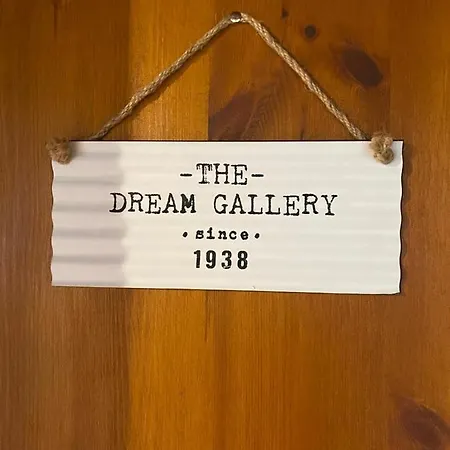 -THE-
DREAM GALLERY
• since •
1938